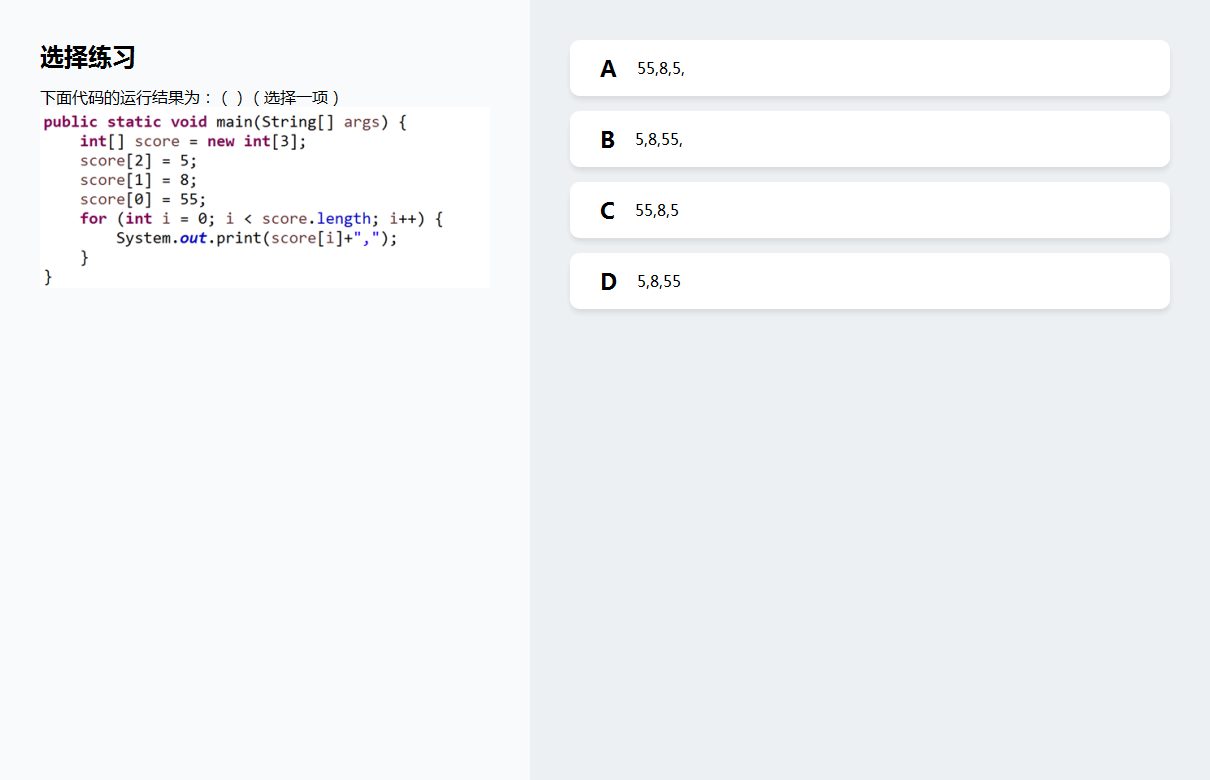 选择练习
下面代码的运行结果为：（ ）（选择一项）
public static void main(String[] args) {
    int[] score = new int[3];
    score[2] = 5;
    score[1] = 8;
    score[0] = 55;
    for (int i = 0; i < score.length; i++) {
        System.out.print(score[i]+",");
    }
}
A 55,8,5,
B 5,8,55,
C 55,8,5
D 5,8,55